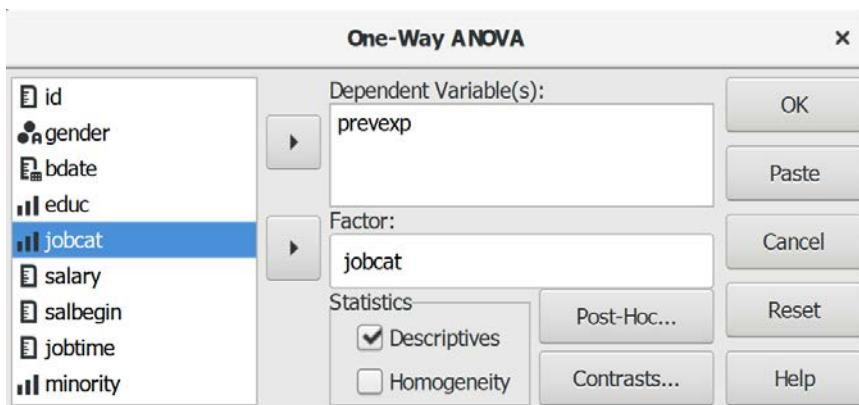 One-Way ANOVA
id
gender
bdate
educ
jobcat
salary
salbegin
jobtime
minority
Dependent Variable(s):
prevexp
Factor:
jobcat
Statistics
Descriptives
Homogeneity
Post-Hoc...
Contrasts...
OK
Paste
Cancel
Reset
Help